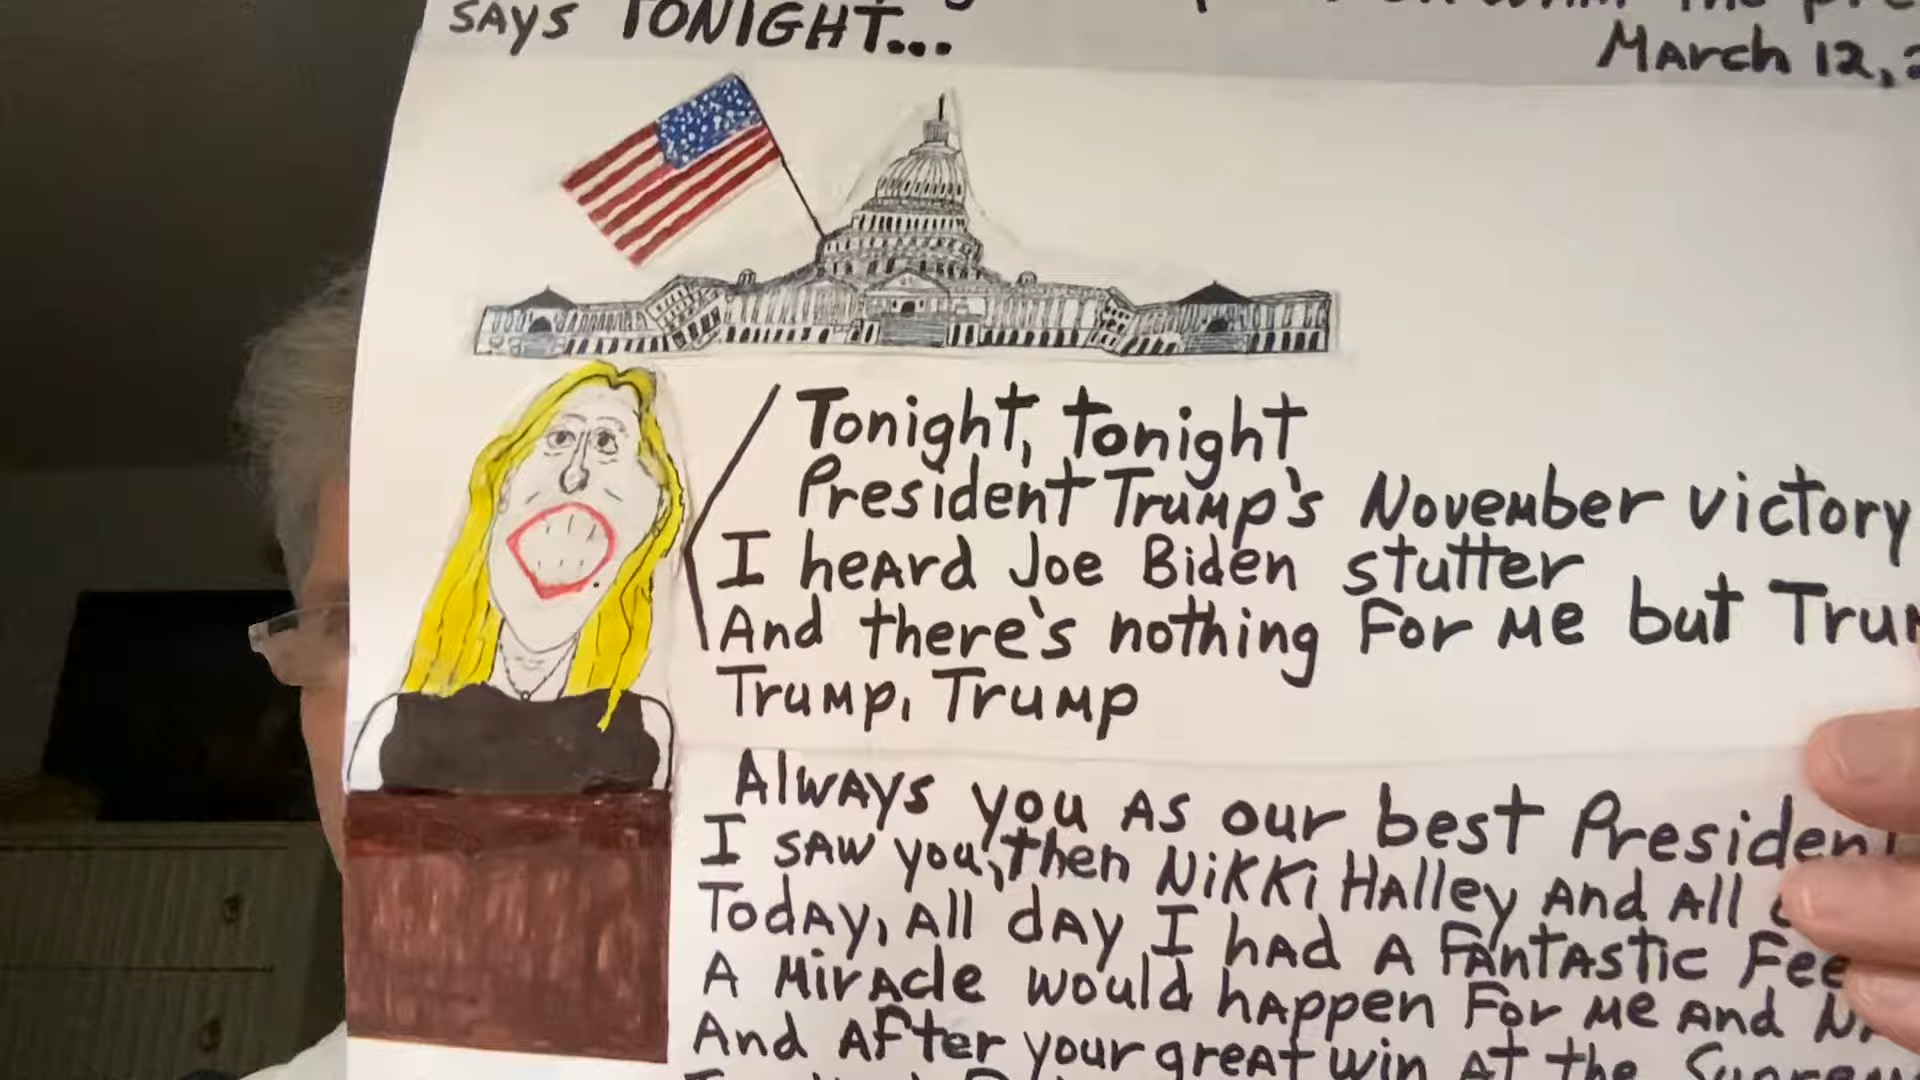 says TONIGHT...
March 12,
Tonight, tonight
President Trump's November victory
I heard Joe Biden stutter
And there's nothing for me but
Trump, Trump
Always you as our best President
I saw you, then Nikki Halley and all
Today, all day I had a fantastic
A miracle would happen for me and
And after your great win at the